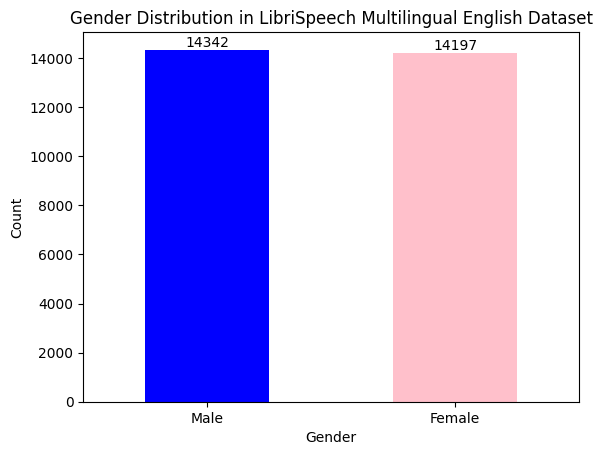 Gender Distribution in LibriSpeech Multilingual English Dataset
14342
14197
14000
12000
10000
8000
6000
4000
2000
0
Count
Male
Female
Gender